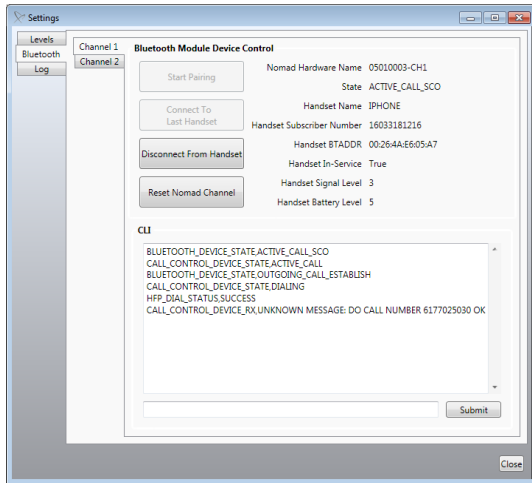 Settings
Levels
Bluetooth
Log
Channel 1
Channel 2
Bluetooth Module Device Control
Start Pairing
Connect To
Last Handset
Disconnect From Handset
Reset Nomad Channel
Nomad Hardware Name 05010003-CH1
State ACTIVE_CALL_SCO
Handset Name IPHONE
Handset Subscriber Number 16033181216
Handset BTADDR 00:26:4A:E6:05:A7
Handset In-Service True
Handset Signal Level 3
Handset Battery Level 5
CLI
BLUETOOTH_DEVICE_STATE,ACTIVE_CALL_SCO
CALL_CONTROL_DEVICE_STATE,ACTIVE_CALL
BLUETOOTH_DEVICE_STATE,OUTGOING_CALL_ESTABLISH
CALL_CONTROL_DEVICE_STATE,DIALING
HFP_DIAL_STATUS,SUCCESS
CALL_CONTROL_DEVICE_RX,UNKNOWN MESSAGE: DO CALL NUMBER 6177025030 OK
Submit
Close